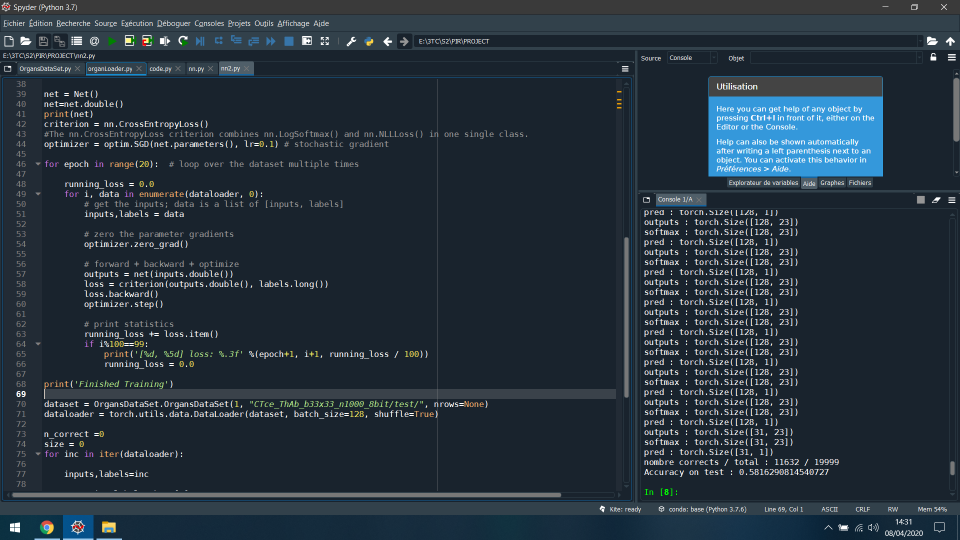 Spyder (Python 3.7)
Fichier Édition Recherche Source Exécution Déboguer Consoles Projets Outils Affichage Aide
E:\3TC\S2\PIR\PROJECT
E:\3TC\S2\PIR\PROJECT\nn2.py
OrgansDataSet.py organLoader.py code.py nn.py nn2.py
38
39 net = Net()
40 net=net.double()
41 print(net)
42 criterion = nn.CrossEntropyLoss()
43 #The nn.CrossEntropyLoss criterion combines nn.LogSoftmax() and nn.NLLLoss() in one single class.
44 optimizer = optim.SGD(net.parameters(), lr=0.1) # stochastic gradient
45
46 for epoch in range(20):  # loop over the dataset multiple times
47
48 running_loss = 0.0
49 for i, data in enumerate(dataloader, 0):
50 # get the inputs; data is a list of [inputs, labels]
51 inputs,labels = data
52
53 # zero the parameter gradients
54 optimizer.zero_grad()
55
56 # forward + backward + optimize
57 outputs = net(inputs.double())
58 loss = criterion(outputs.double(), labels.long())
59 loss.backward()
60 optimizer.step()
61
62 # print statistics
63 running_loss += loss.item()
64 if i%100==99:
65 print('[%d, %5d] loss: %.3f' %(epoch+1, i+1, running_loss / 100))
66 running_loss = 0.0
67
68 print('Finished Training')
69
70 dataset = OrgansDataSet.OrgansDataSet(1, "CTce_ThAb_b33x33_n1000_8bit/test/", nrows=None)
71 dataloader = torch.utils.data.DataLoader(dataset, batch_size=128, shuffle=True)
72
73 n_correct =0
74 size = 0
75 for inc in iter(dataloader):
76
77 inputs,labels=inc
78
Source Console Objet
Utilisation
Here you can get help of any object by
pressing Ctrl+I in front of it, either on the
Editor or the Console.
Help can also be shown automatically
after writing a left parenthesis next to an
object. You can activate this behavior in
Préférences > Aide.
Explorateur de variables Aide Graphes Fichiers
Console 1/A
pred : torch.Size([128, 1])
outputs : torch.Size([128, 23])
softmax : torch.Size([128, 23])
pred : torch.Size([128, 1])
outputs : torch.Size([128, 23])
softmax : torch.Size([128, 23])
pred : torch.Size([128, 1])
outputs : torch.Size([128, 23])
softmax : torch.Size([128, 23])
pred : torch.Size([128, 1])
outputs : torch.Size([128, 23])
softmax : torch.Size([128, 23])
pred : torch.Size([128, 1])
outputs : torch.Size([128, 23])
softmax : torch.Size([128, 23])
pred : torch.Size([128, 1])
outputs : torch.Size([128, 23])
softmax : torch.Size([128, 23])
pred : torch.Size([128, 1])
outputs : torch.Size([128, 23])
softmax : torch.Size([128, 23])
pred : torch.Size([128, 1])
outputs : torch.Size([31, 23])
softmax : torch.Size([31, 23])
pred : torch.Size([31, 1])
nombre corrects / total : 11632 / 19999
Accuracy on test : 0.5816290814540727
In [8]:
Kite: ready conda: base (Python 3.7.6) Line 69, Col 1 ASCII CRLF RW Mem 54%
14:31
08/04/2020